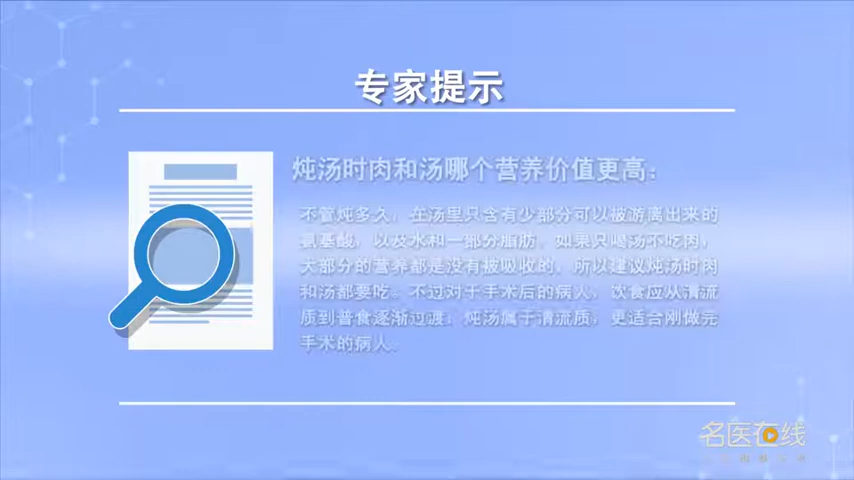 专家提示
炖汤时肉和汤哪个营养价值更高：
不管炖多久，在汤里只含有少部分可以被游离出来的
氨基酸，以及水和一部分脂肪，如果只喝汤不吃肉，
大部分的营养都是没有被吸收的，所以建议炖汤时肉
和汤都要吃。不过对于手术后的病人，饮食应从清流
质到普食逐渐过渡，炖汤属于清流质，更适合刚做完
手术的病人。
名医在线